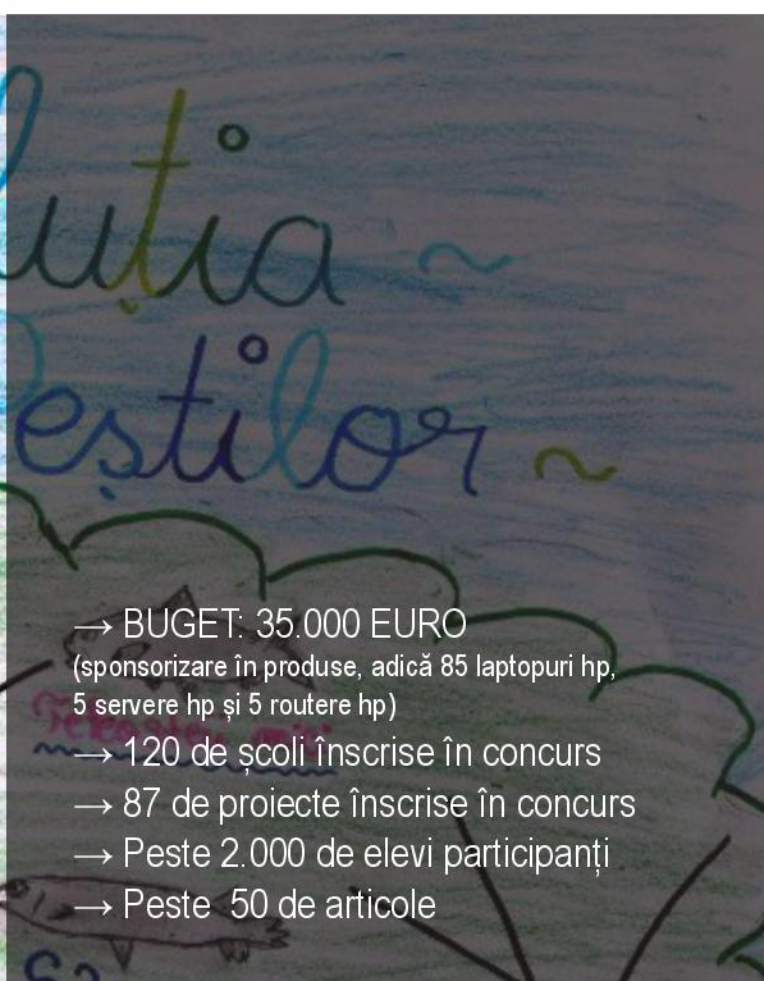 uția ~
eștilor ~
→ BUGET: 35.000 EURO
(sponsorizare în produse, adică 85 laptopuri hp,
5 servere hp și 5 routere hp)
→ 120 de școli înscrise în concurs
→ 87 de proiecte înscrise în concurs
→ Peste 2.000 de elevi participanți
→ Peste 50 de articole